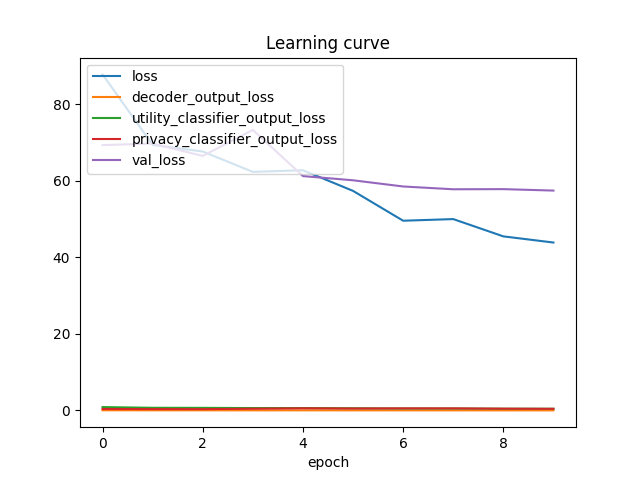 Learning curve
loss
decoder_output_loss
utility_classifier_output_loss
privacy_classifier_output_loss
val_loss
80
60
40
20
0
0 2 4 6 8
epoch